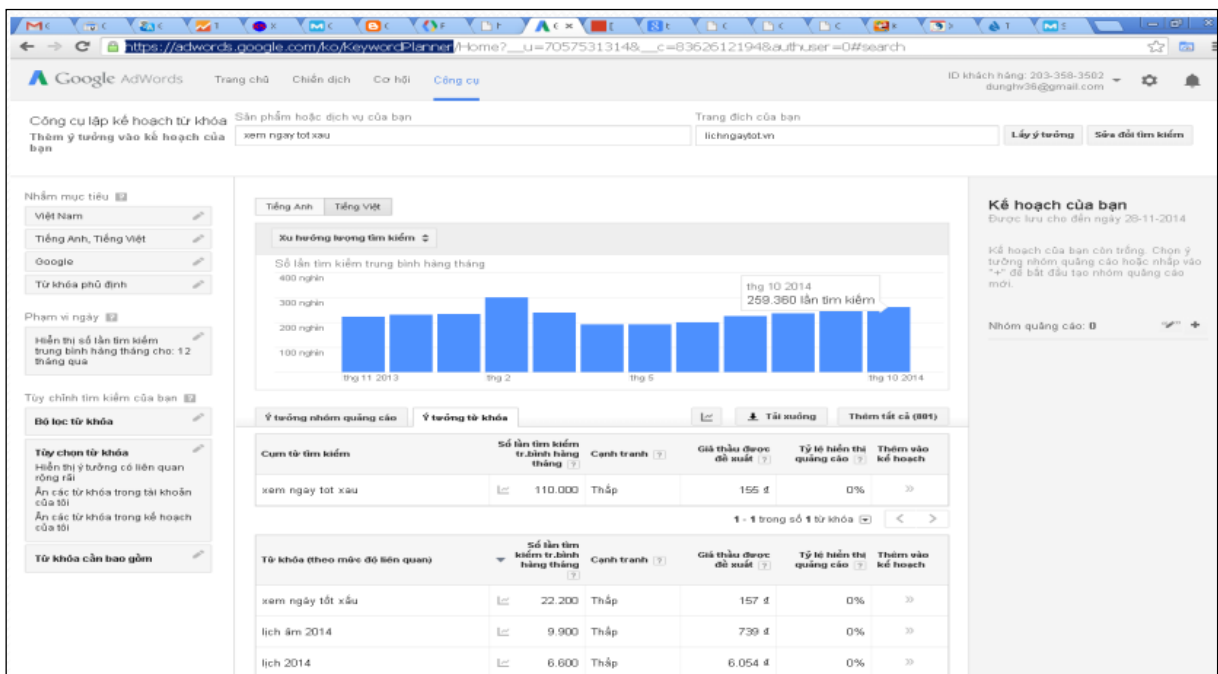 https://adwords.google.com/ko/KeywordPlanner/Home?__u=7057531314&__c=8362612194&authuser=0#search
Google AdWords Trang chủ Chiến dịch Cơ hội Công cụ
ID khách hàng: 203-358-3502
dunghv36@gmail.com
Công cụ lập kế hoạch từ khóa
Thêm ý tưởng vào kế hoạch của bạn
Sản phẩm hoặc dịch vụ của bạn
xem ngay tot xau
Trang đích của bạn
lichngaytot.vn
Lấy ý tưởng Sửa đổi tìm kiếm
Nhắm mục tiêu ?
Việt Nam
Tiếng Anh, Tiếng Việt
Google
Từ khóa phủ định
Phạm vi ngày ?
Hiển thị số lần tìm kiếm
trung bình hàng tháng cho: 12
tháng qua
Tùy chỉnh tìm kiếm của bạn ?
Bộ lọc từ khóa
Tùy chọn từ khóa
Hiển thị ý tưởng có liên quan
rộng rãi
Ẩn các từ khóa trong tài khoản
của tôi
Ẩn các từ khóa trong kế hoạch
của tôi
Từ khóa cần bao gồm
Tiếng Anh Tiếng Việt
Xu hướng lượng tìm kiếm
Số lần tìm kiếm trung bình hàng tháng
400 nghìn
300 nghìn
200 nghìn
100 nghìn
thg 10 2014
259.360 lần tìm kiếm
thg 11 2013 thg 2 thg 5 thg 10 2014
Ý tưởng nhóm quảng cáo Ý tưởng từ khóa
Tải xuống Thêm tất cả (801)
Cụm từ tìm kiếm Số lần tìm kiếm tr.bình hàng tháng ? Cạnh tranh ? Giá thầu được đề xuất ? Tỷ lệ hiển thị quảng cáo ? Thêm vào kế hoạch
xem ngay tot xau 110.000 Thấp 155 đ 0% »
1 - 1 trong số 1 từ khóa
Từ khóa (theo mức độ liên quan) Số lần tìm kiếm tr.bình hàng tháng ? Cạnh tranh ? Giá thầu được đề xuất ? Tỷ lệ hiển thị quảng cáo ? Thêm vào kế hoạch
xem ngày tốt xấu 22.200 Thấp 157 đ 0% »
lịch âm 2014 9.900 Thấp 739 đ 0% »
lịch 2014 6.600 Thấp 6.054 đ 0% »
Kế hoạch của bạn
Được lưu cho đến ngày 28-11-2014
Kế hoạch của bạn còn trống. Chọn ý
tưởng nhóm quảng cáo hoặc nhấp vào
"+" để bắt đầu tạo nhóm quảng cáo
mới.
Nhóm quảng cáo: 0